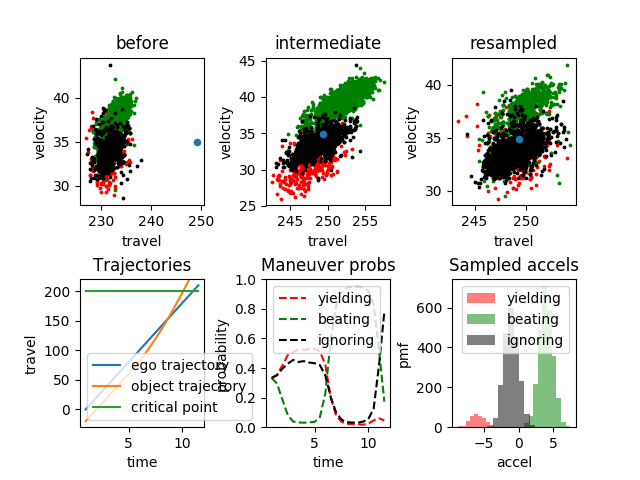 before
intermediate
resampled
40
35
30
velocity
230
240
250
travel
45
40
35
30
25
velocity
245
250
255
travel
40
35
30
velocity
245
250
travel
Trajectories
Maneuver probs
Sampled accels
200
150
100
50
0
travel
ego trajectory
object trajectory
critical point
5
10
time
1.0
0.8
0.6
0.4
0.2
0.0
probability
yielding
beating
ignoring
5
10
time
600
400
200
0
pmf
yielding
beating
ignoring
−5
0
5
accel